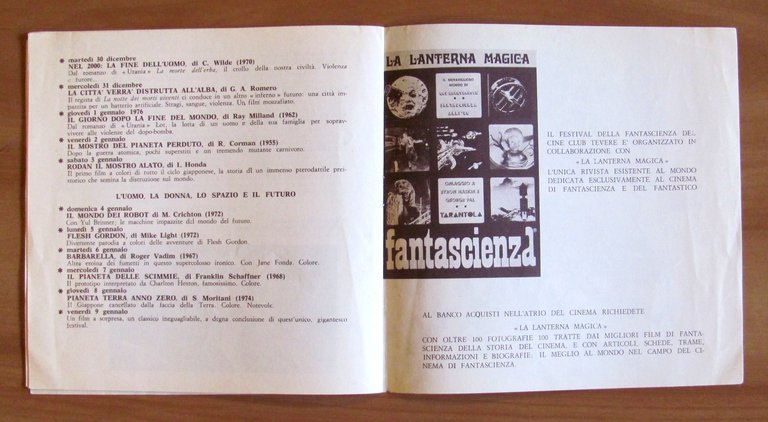 * martedì 30 dicembre
NEL 2000: LA FINE DELL'UOMO, di C. Wilde (1970)
Dal romanzo di «Urania» La morte dell'erba, il crollo della nostra civiltà. Violenza
e furore.
* mercoledì 31 dicembre
LA CITTA' VERRA' DISTRUTTA ALL'ALBA, di G. A. Romero
Il regista di La notte dei morti viventi ci conduce in un altro «inferno» futuro: una città im-
pazzita per un batterio artificiale. Stragi, sangue, violenza. Un film mozzafiato.
* giovedì 1 gennaio 1976
IL GIORNO DOPO LA FINE DEL MONDO, di Ray Milland (1962)
Dal romanzo di «Urania» Lot, la lotta di un uomo e della sua famiglia per soprav-
vivere alle violenze del dopo-bomba.
* venerdì 2 gennaio
IL MOSTRO DEL PIANETA PERDUTO, di R. Corman (1955)
Dopo la guerra atomica, pochi superstiti e un tremendo mutante carnivoro.
* sabato 3 gennaio
RODAN IL MOSTRO ALATO, di I. Honda
Il primo film a colori di tutto il ciclo giapponese, la storia di un immenso pterodattile prei-
storico che semina la distruzione sul mondo.
L'UOMO, LA DONNA, LO SPAZIO E IL FUTURO
* domenica 4 gennaio
IL MONDO DEI ROBOT di M. Crichton (1972)
Con Yul Brinner; le macchine impazzite del mondo del futuro.
* lunedì 5 gennaio
FLESH GORDON, di Mike Light (1972)
Divertente parodia a colori delle avventure di Flesh Gordon.
* martedì 6 gennaio
BARBARELLA, di Roger Vadim (1967)
Altra eroina dei fumetti in questo supercolosso ironico. Con Jane Fonda. Colore.
* mercoledì 7 gennaio
IL PIANETA DELLE SCIMMIE, di Franklin Schaffner (1968)
Il prototipo interpretato da Charlton Heston, famosissimo. Colore.
* giovedì 8 gennaio
PIANETA TERRA ANNO ZERO, di S. Moritani (1974)
Il Giappone cancellato dalla faccia della Terra. Colore. Notevole.
* venerdì 9 gennaio
Un film a sorpresa, un classico ineguagliabile, a degna conclusione di quest'unico, gigantesco
festival.
LA LANTERNA MAGICA
IL MERAVIGLIOSO
MONDO DI
OMAGGIO A
BYRON HASKIN E
GEORGE PAL
TARANTOLA
fantascienza
IL FESTIVAL DELLA FANTASCIENZA DEL
CINE CLUB TEVERE E' ORGANIZZATO IN
COLLABORAZIONE CON
«LA LANTERNA MAGICA»
L'UNICA RIVISTA ESISTENTE AL MONDO
DEDICATA ESCLUSIVAMENTE AL CINEMA
DI FANTASCIENZA E DEL FANTASTICO
AL BANCO ACQUISTI NELL'ATRIO DEL CINEMA RICHIEDETE
«LA LANTERNA MAGICA»
CON OLTRE 100 FOTOGRAFIE 100 TRATTE DAI MIGLIORI FILM DI FANTA-
SCIENZA DELLA STORIA DEL CINEMA, E CON ARTICOLI, SCHEDE, TRAME,
INFORMAZIONI E BIOGRAFIE. IL MEGLIO AL MONDO NEL CAMPO DEL CI-
NEMA DI FANTASCIENZA.